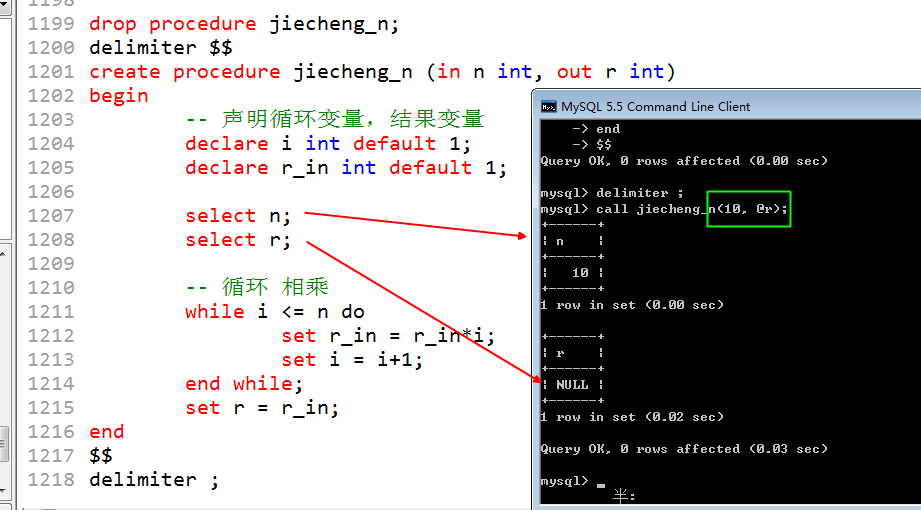 1198
1199 drop procedure jiecheng_n;
1200 delimiter $$
1201 create procedure jiecheng_n (in n int, out r int)
1202 begin
1203 -- 声明循环变量，结果变量
1204 declare i int default 1;
1205 declare r_in int default 1;
1206
1207 select n;
1208 select r;
1209
1210 -- 循环 相乘
1211 while i <= n do
1212 set r_in = r_in*i;
1213 set i = i+1;
1214 end while;
1215 set r = r_in;
1216 end
1217 $$
1218 delimiter ;
MySQL 5.5 Command Line Client
-> end
-> $$
Query OK, 0 rows affected (0.00 sec)
mysql> delimiter ;
mysql> call jiecheng_n(10, @r);
+------+
| n    |
+------+
|   10 |
+------+
1 row in set (0.00 sec)
+------+
| r    |
+------+
| NULL |
+------+
1 row in set (0.02 sec)
Query OK, 0 rows affected (0.03 sec)
mysql> _
半: